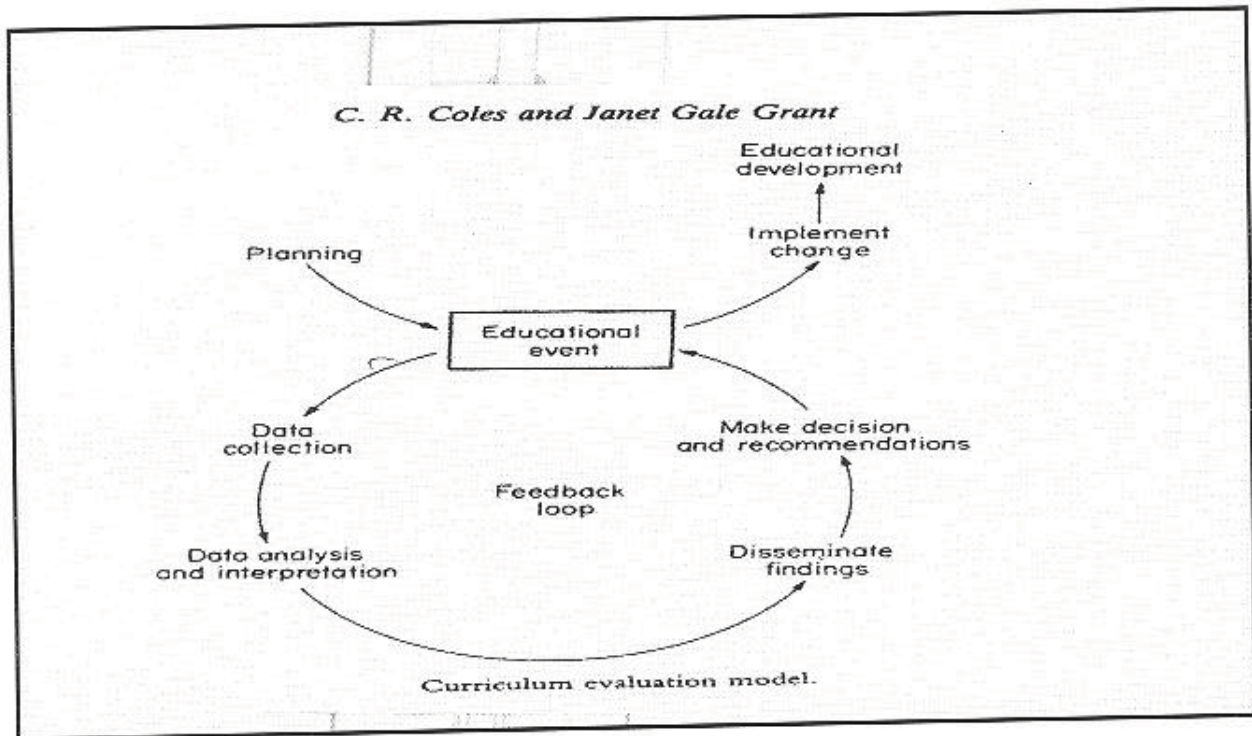 C. R. Coles and Janet Gale Grant
Educational
development
Implement
change
Planning
Educational
event
Data
collection
Make decision
and recommendations
Feedback
loop
Data analysis
and interpretation
Disseminate
findings
Curriculum evaluation model.